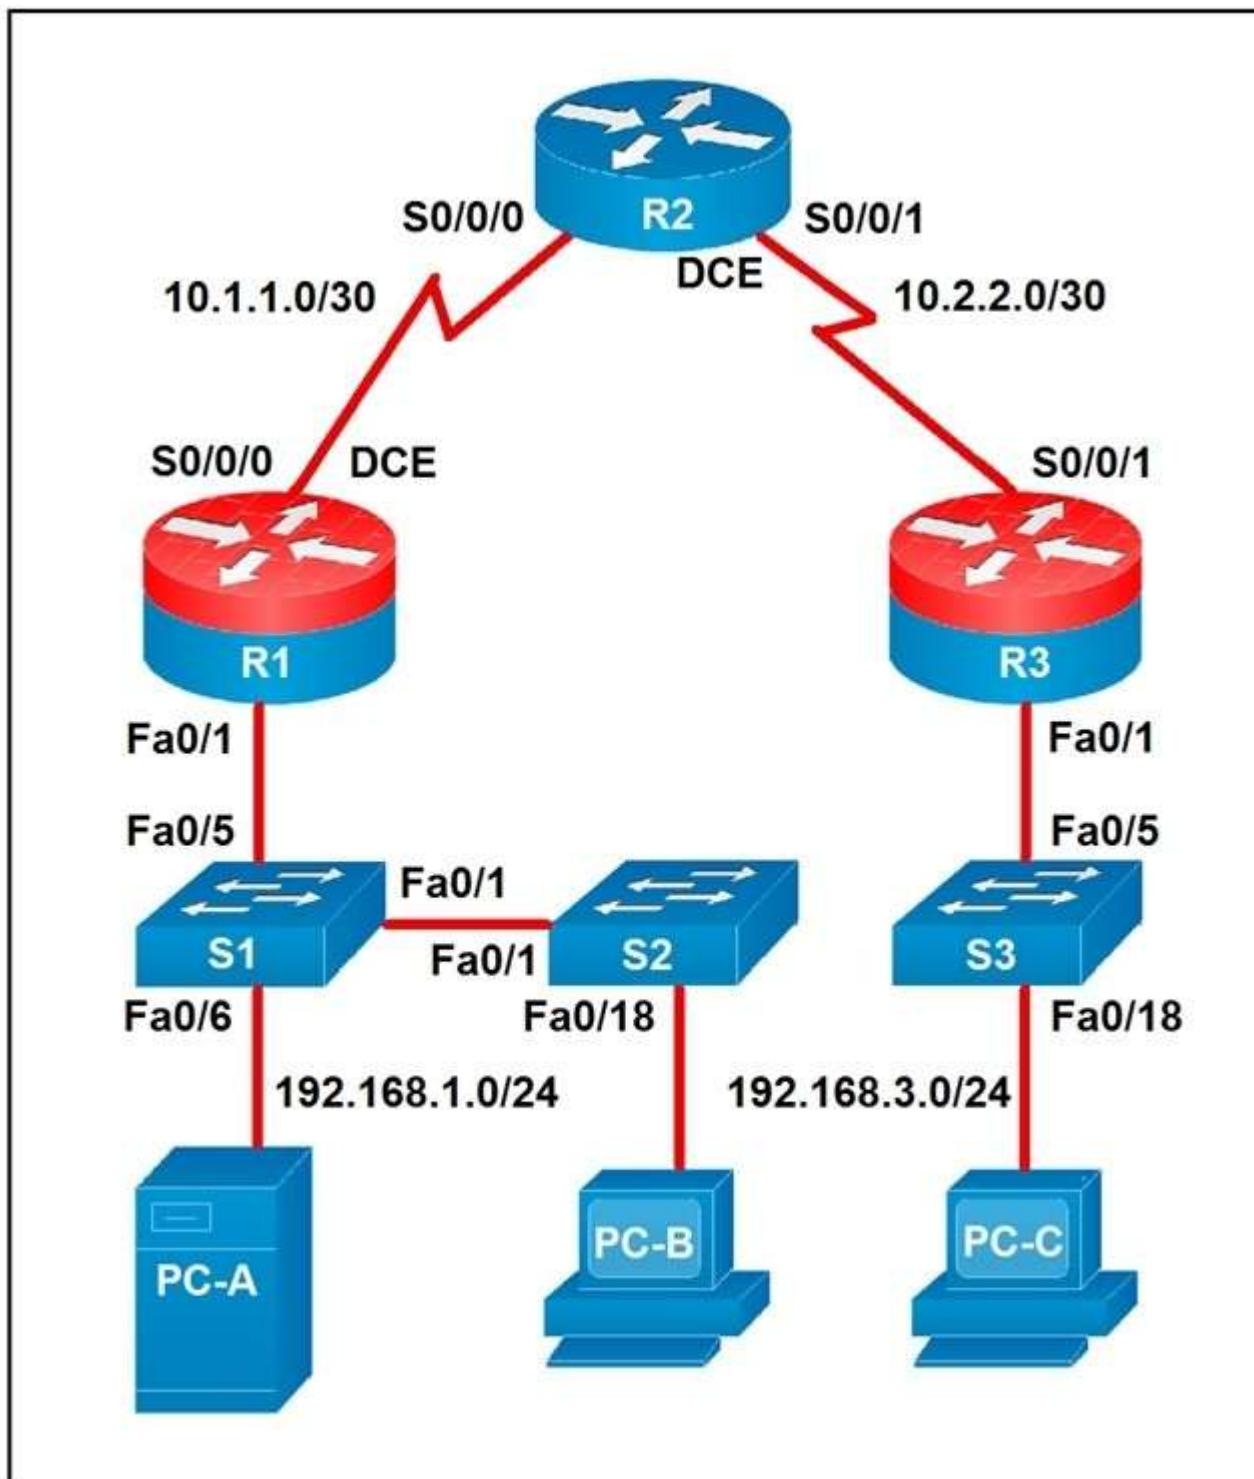 R2
S0/0/0
S0/0/1
DCE
10.1.1.0/30
10.2.2.0/30
S0/0/0
DCE
S0/0/1
R1
R3
Fa0/1
Fa0/1
Fa0/5
Fa0/5
Fa0/1
S1
Fa0/1
S2
S3
Fa0/6
Fa0/18
Fa0/18
192.168.1.0/24
192.168.3.0/24
PC-A
PC-B
PC-C